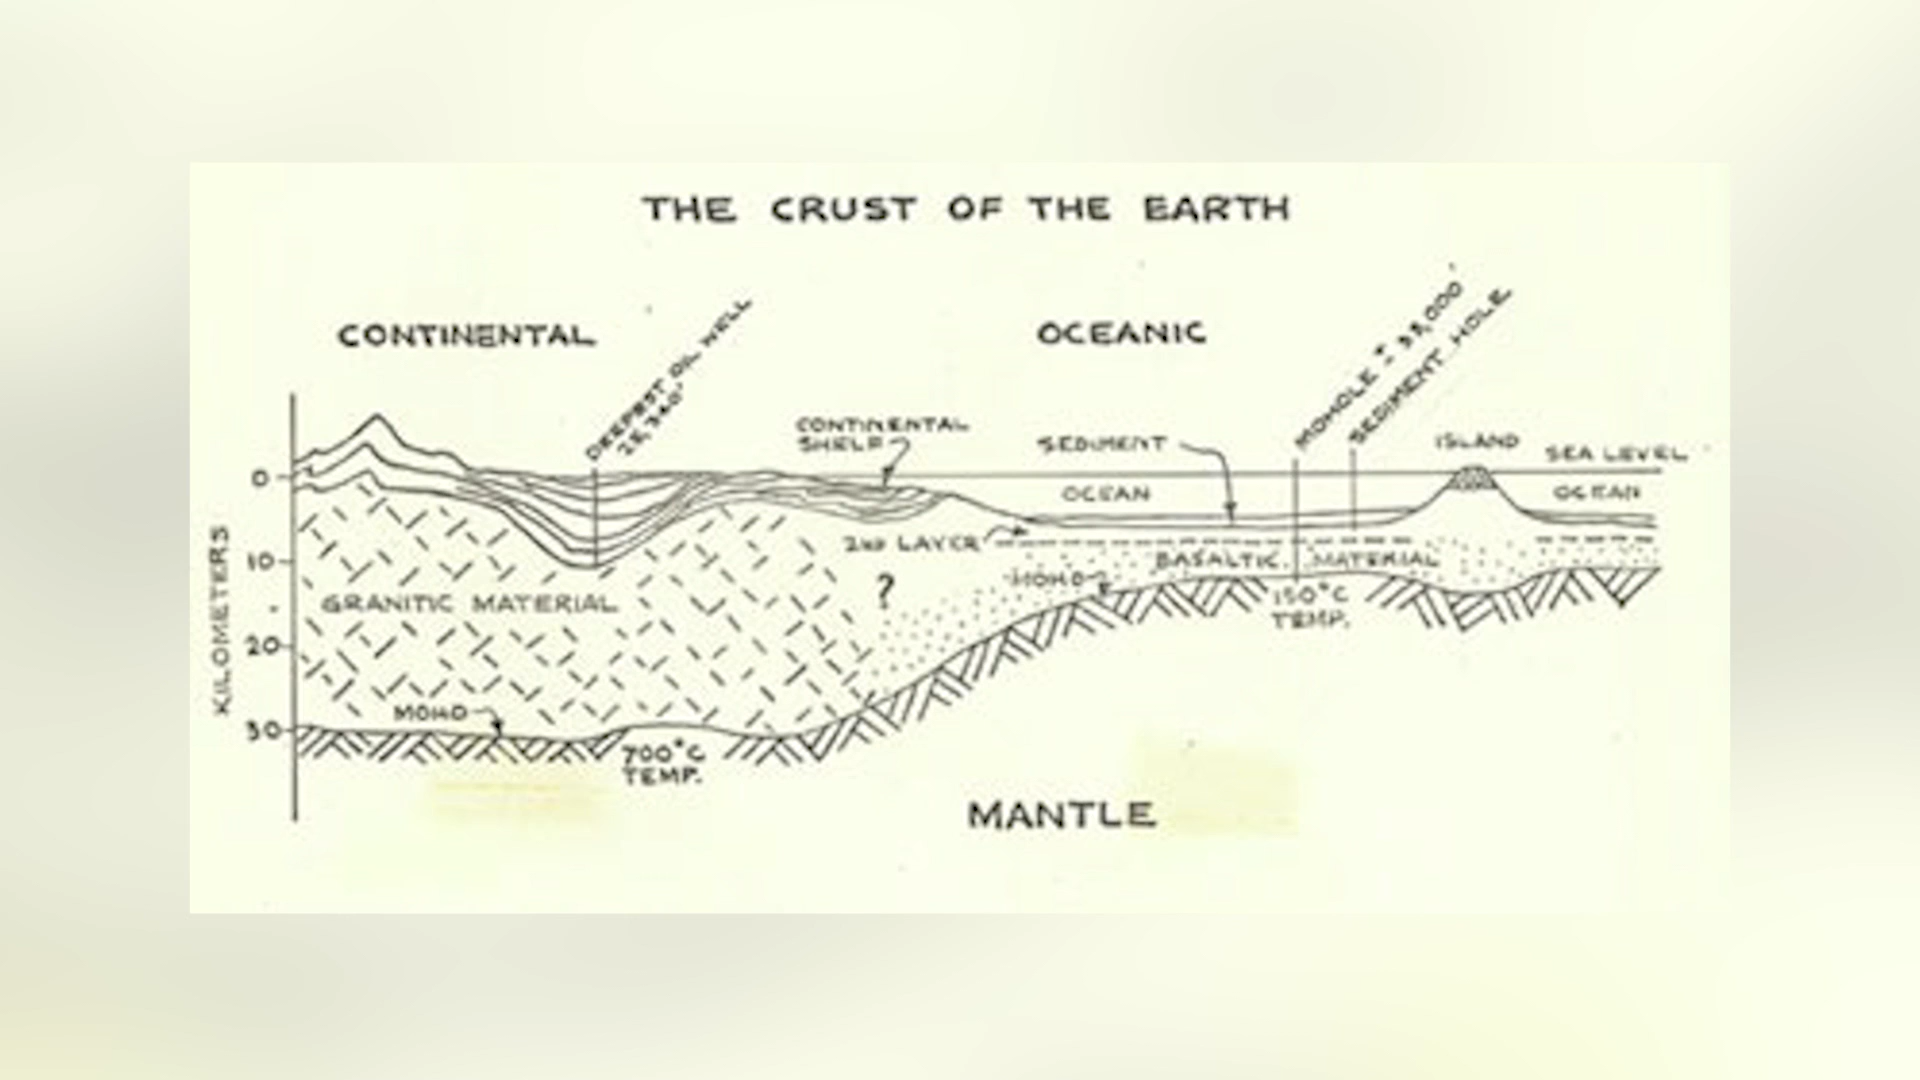 THE CRUST OF THE EARTH
CONTINENTAL
OCEANIC
DEEPEST OIL WELL
25,340'
MOHOLE ± 35,000'
SEDIMENT HOLE
CONTINENTAL
SHELF
SEDIMENT
ISLAND
SEA LEVEL
0
OCEAN
OCEAN
2ND LAYER
BASALTIC MATERIAL
10
?
MOHO
GRANITIC MATERIAL
150°C
TEMP.
20
KILOMETERS
MOHO
30
700°C
TEMP.
MANTLE